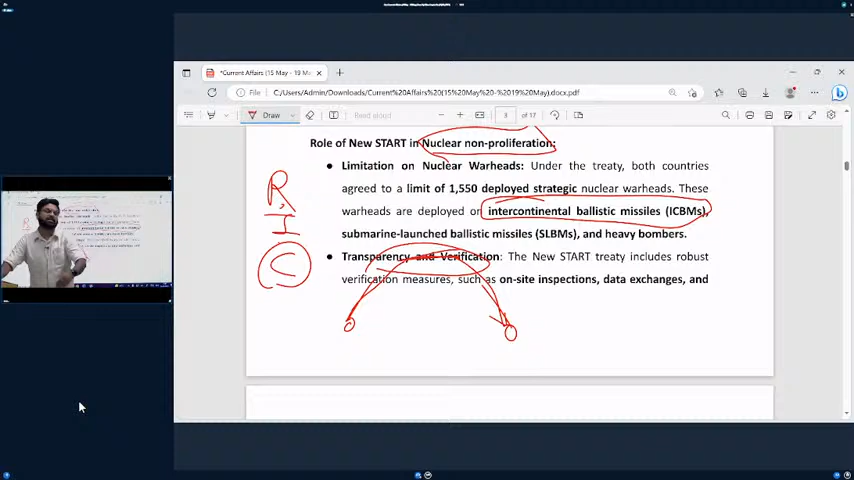 *Current Affairs (15 May - 19 M
File
C:/Users/Admin/Downloads/Current%20Affairs%20(15%20May%20-%2019%20May).docx.pdf
Draw
Read aloud
3 of 17
Role of New START in Nuclear non-proliferation:
• Limitation on Nuclear Warheads: Under the treaty, both countries
agreed to a limit of 1,550 deployed strategic nuclear warheads. These
warheads are deployed on intercontinental ballistic missiles (ICBMs),
submarine-launched ballistic missiles (SLBMs), and heavy bombers.
• Transparency and Verification: The New START treaty includes robust
verification measures, such as on-site inspections, data exchanges, and
R
I
C